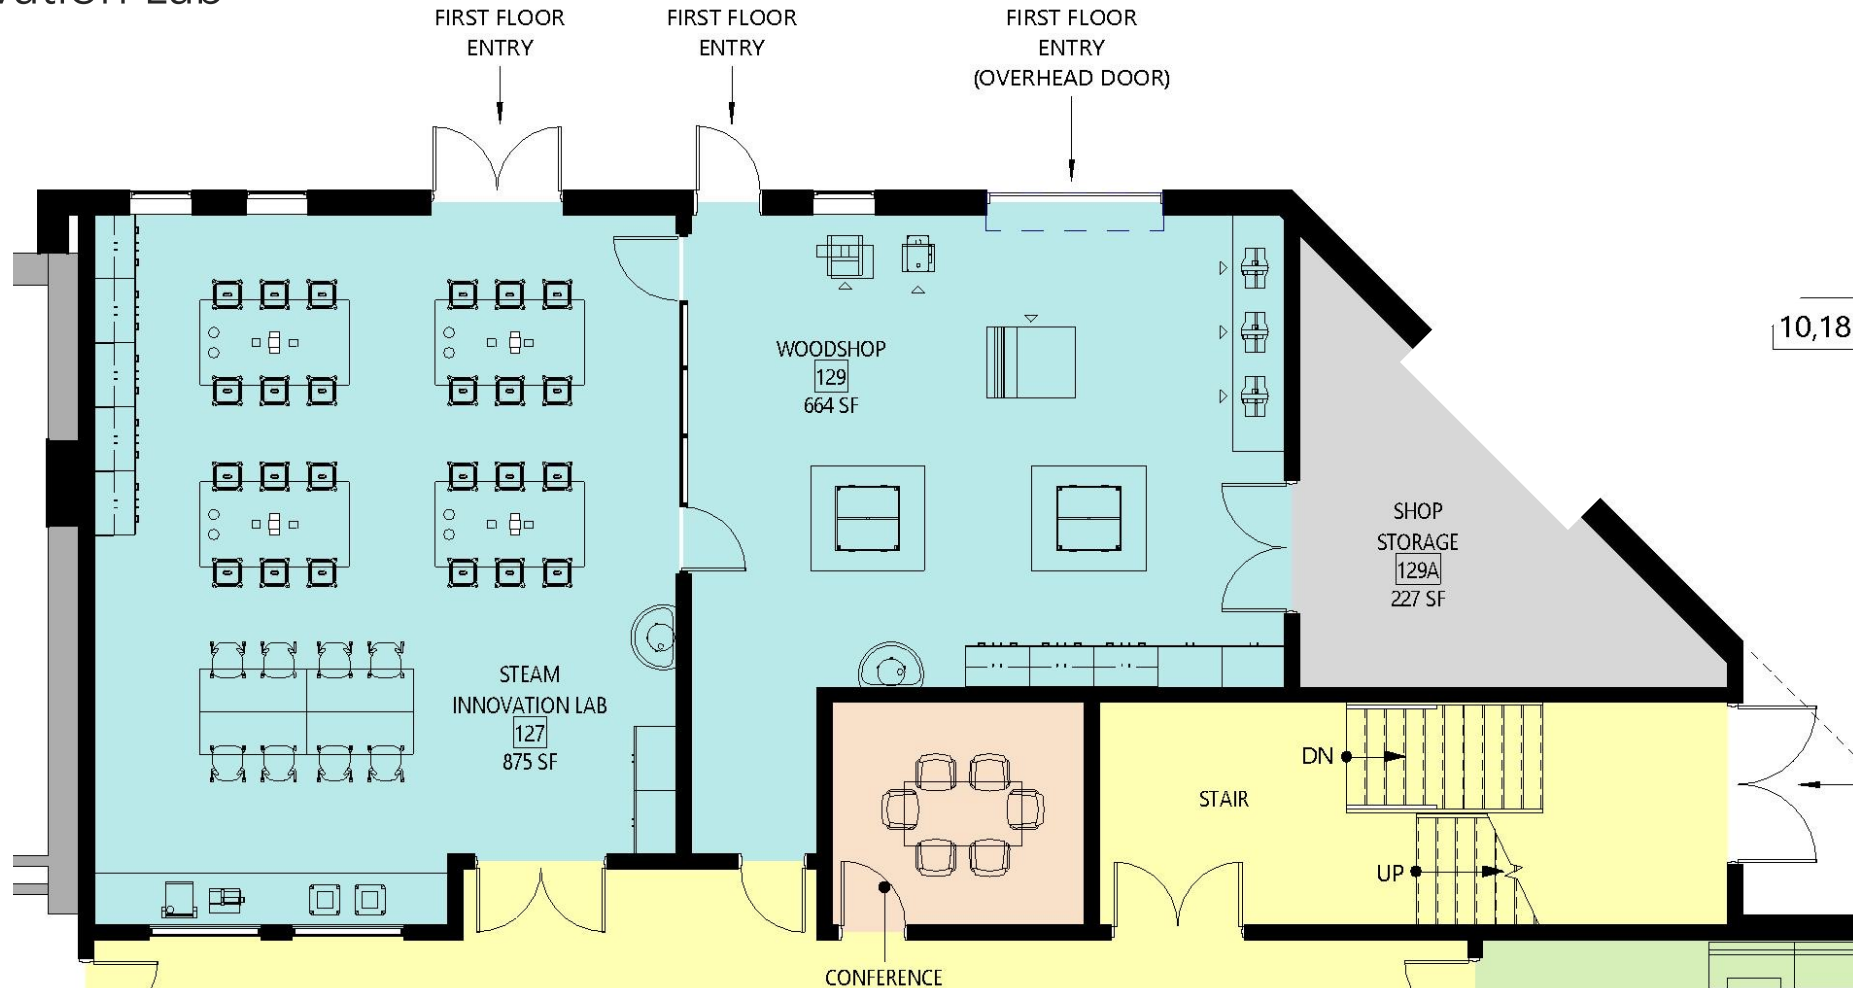 Lab
FIRST FLOOR
ENTRY
FIRST FLOOR
ENTRY
FIRST FLOOR
ENTRY
(OVERHEAD DOOR)
10,18
WOODSHOP
129
664 SF
SHOP
STORAGE
129A
227 SF
STEAM
INNOVATION LAB
127
875 SF
DN
STAIR
UP
CONFERENCE